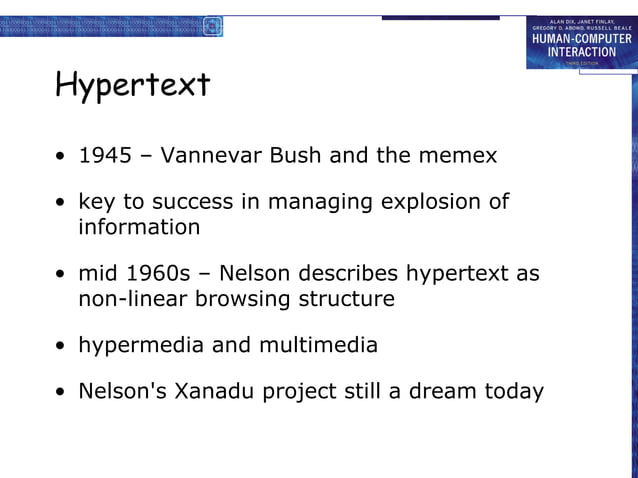 ALAN DIX, JANET FINLAY,
GREGORY D. ABOWD, RUSSELL BEALE
HUMAN-COMPUTER
INTERACTION
THIRD EDITION
Hypertext
• 1945 – Vannevar Bush and the memex
• key to success in managing explosion of
information
• mid 1960s – Nelson describes hypertext as
non-linear browsing structure
• hypermedia and multimedia
• Nelson's Xanadu project still a dream today